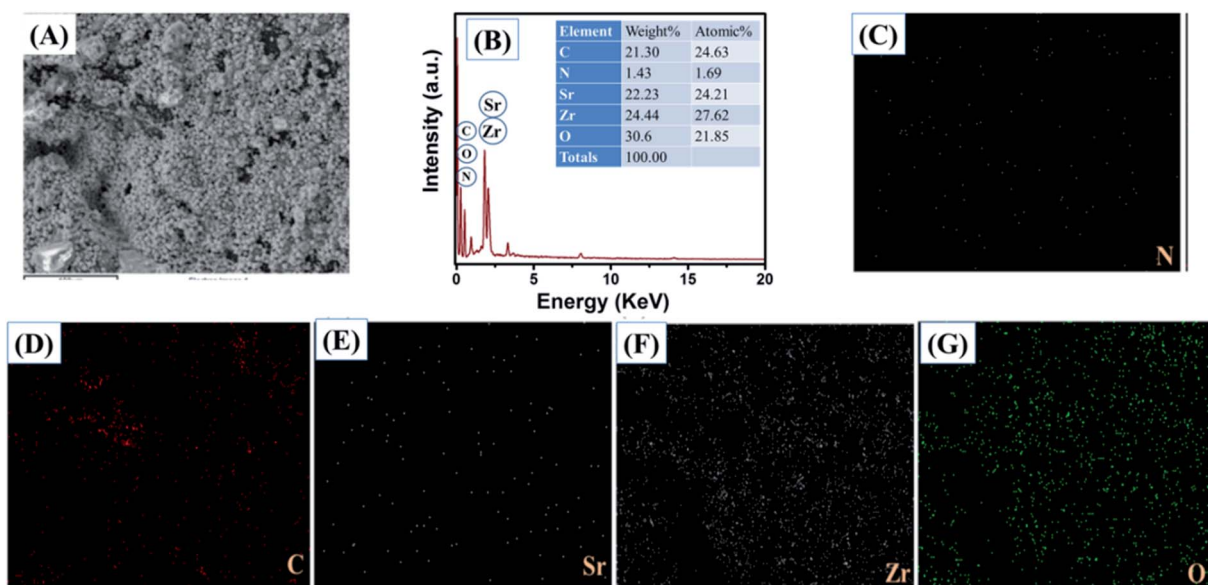 (A)
(B)
Intensity (a.u.)
C
O
N
Sr
Zr
Element Weight% Atomic%
C 21.30 24.63
N 1.43 1.69
Sr 22.23 24.21
Zr 24.44 27.62
O 30.6 21.85
Totals 100.00
0 5 10 15 20
Energy (KeV)
(C)
N
(D)
C
(E)
Sr
(F)
Zr
(G)
O